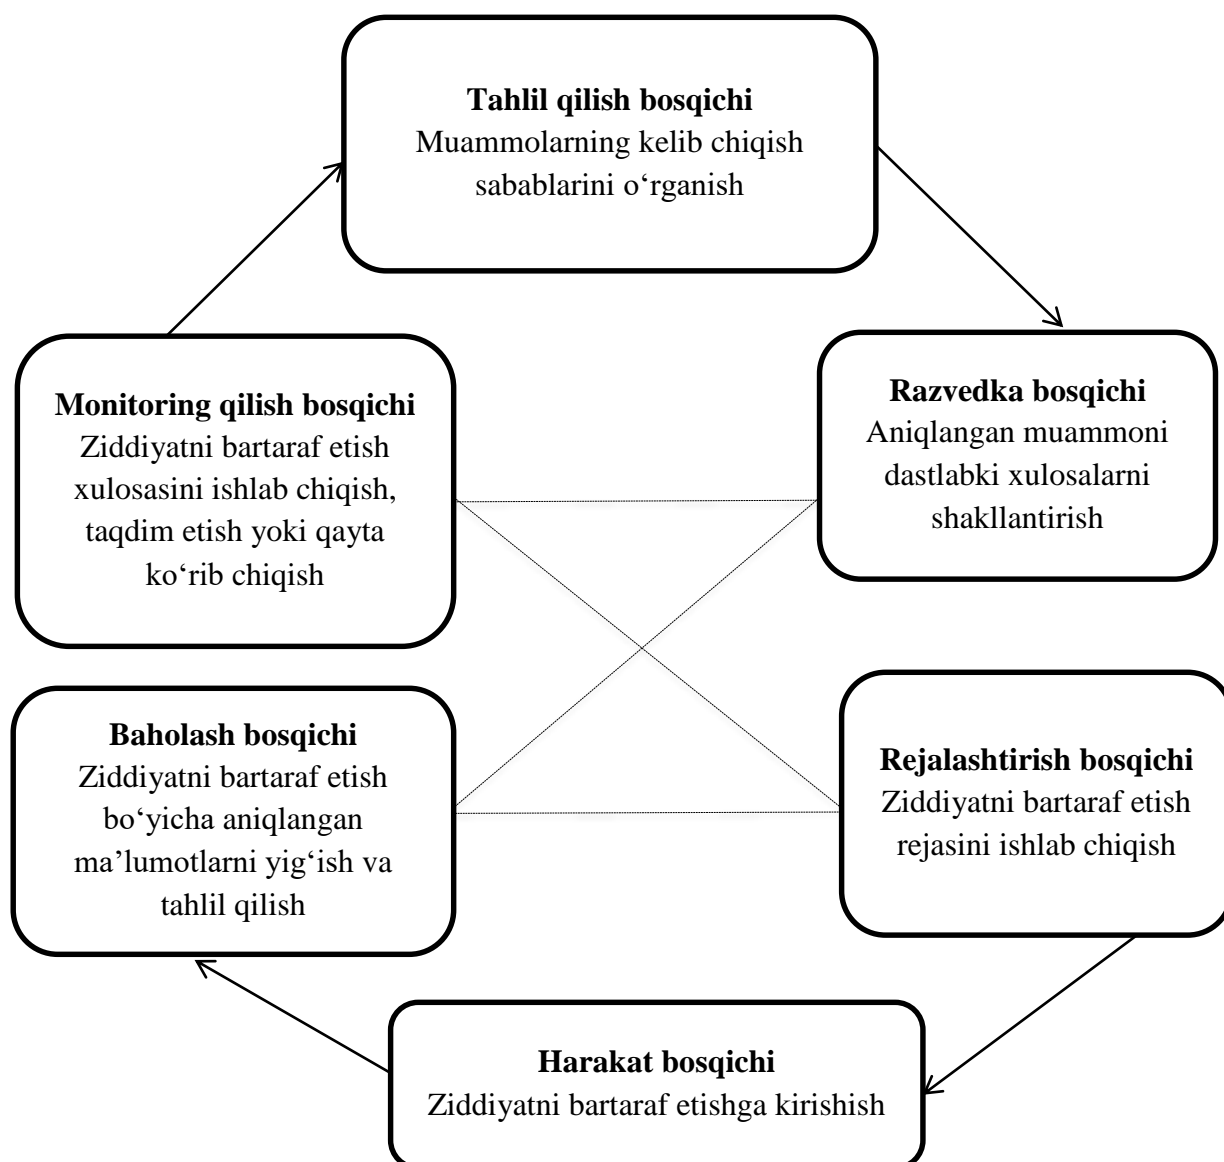 Tahlil qilish bosqichi
Muammolarning kelib chiqish
sabablarini o‘rganish
Razvedka bosqichi
Aniqlangan muammoni
dastlabki xulosalarni
shakllantirish
Monitoring qilish bosqichi
Ziddiyatni bartaraf etish
xulosasini ishlab chiqish,
taqdim etish yoki qayta
ko‘rib chiqish
Rejalashtirish bosqichi
Ziddiyatni bartaraf etish
rejasini ishlab chiqish
Baholash bosqichi
Ziddiyatni bartaraf etish
bo‘yicha aniqlangan
ma’lumotlarni yig‘ish va
tahlil qilish
Harakat bosqichi
Ziddiyatni bartaraf etishga kirishish